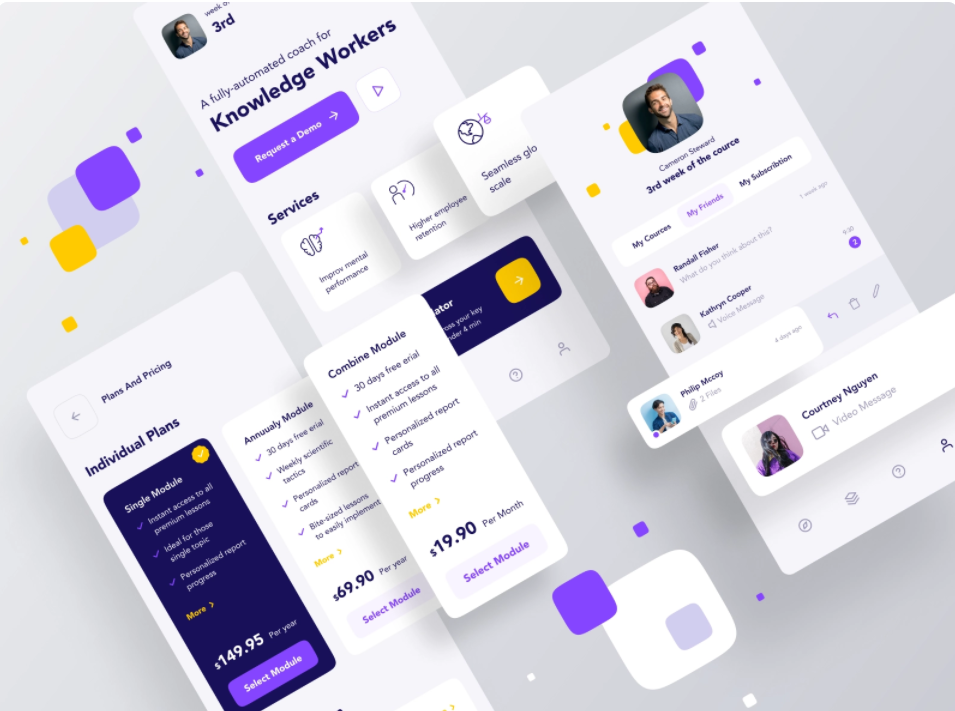 week o
3rd
A fully-automated coach for
Knowledge Workers
Request a Demo
Services
Improv mental
performance
Higher employee
retention
Seamless glo
scale
ator
ross your key
der 4 min
Cameron Steward
3rd week of the cource
My Cources
My Friends
My Subscribtion
Randall Fisher
What do you think about this?
1 week ago
Kathryn Cooper
Voice Message
9:20
2
Philip Mccoy
2 Files
4 days ago
Courtney Nguyen
Video Message
Plans And Pricing
Individual Plans
Single Module
Instant access to all
premium lessons
Ideal for those
single topic
Personalized report
progress
More
$149.95 Per year
Select Module
Annuualy Module
30 days free erial
Weekly scientific
tactics
Personalized report
cards
Bite-sized lessons
to easily implement
More
$69.90 Per year
Select Module
Combine Module
30 days free erial
Instant access to all
premium lessons
Personalized report
cards
Personalized report
progress
More
$19.90 Per Month
Select Module